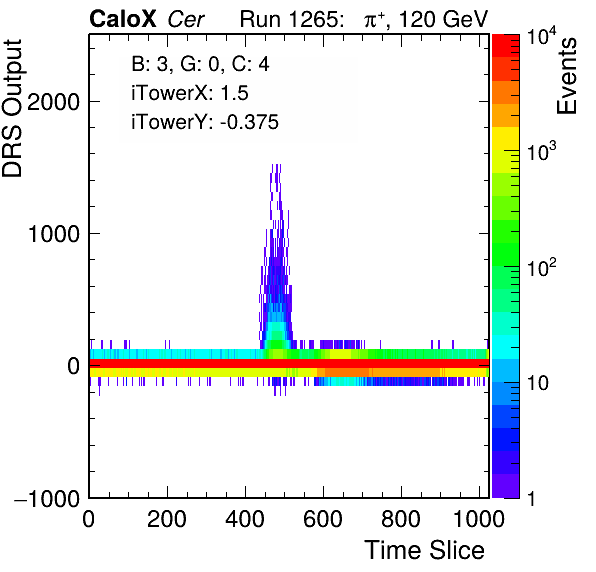 CaloX Cer Run 1265: π⁺, 120 GeV
B: 3, G: 0, C: 4
iTowerX: 1.5
iTowerY: -0.375
DRS Output
2000
1000
0
−1000
0 200 400 600 800 1000
Time Slice
Events
10⁴
10³
10²
10
1